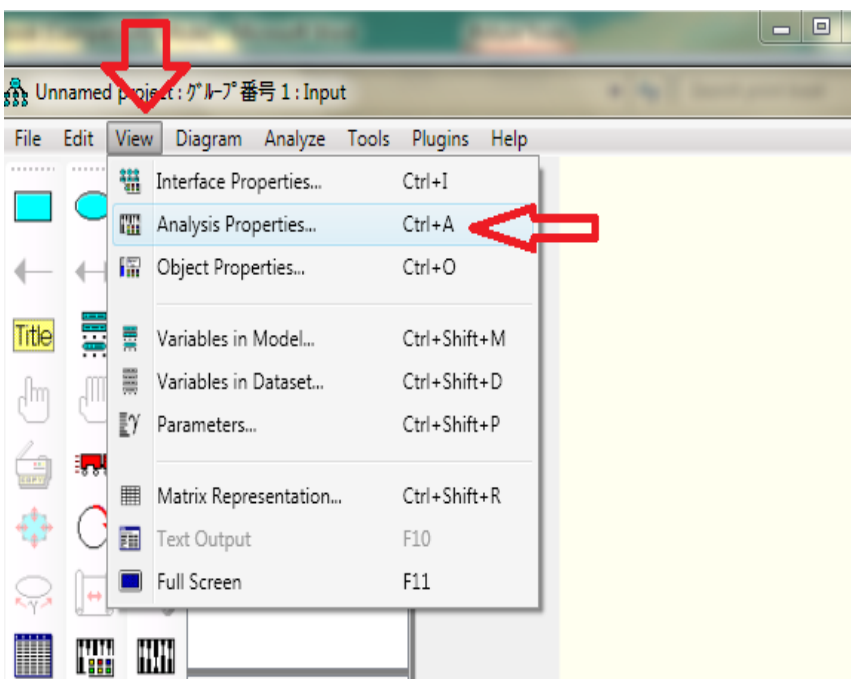 Unnamed project : グループ番号 1 : Input
File Edit View Diagram Analyze Tools Plugins Help
Interface Properties... Ctrl+I
Analysis Properties... Ctrl+A
Object Properties... Ctrl+O
Title
Variables in Model... Ctrl+Shift+M
Variables in Dataset... Ctrl+Shift+D
Parameters... Ctrl+Shift+P
COPY
Matrix Representation... Ctrl+Shift+R
Text Output F10
Full Screen F11